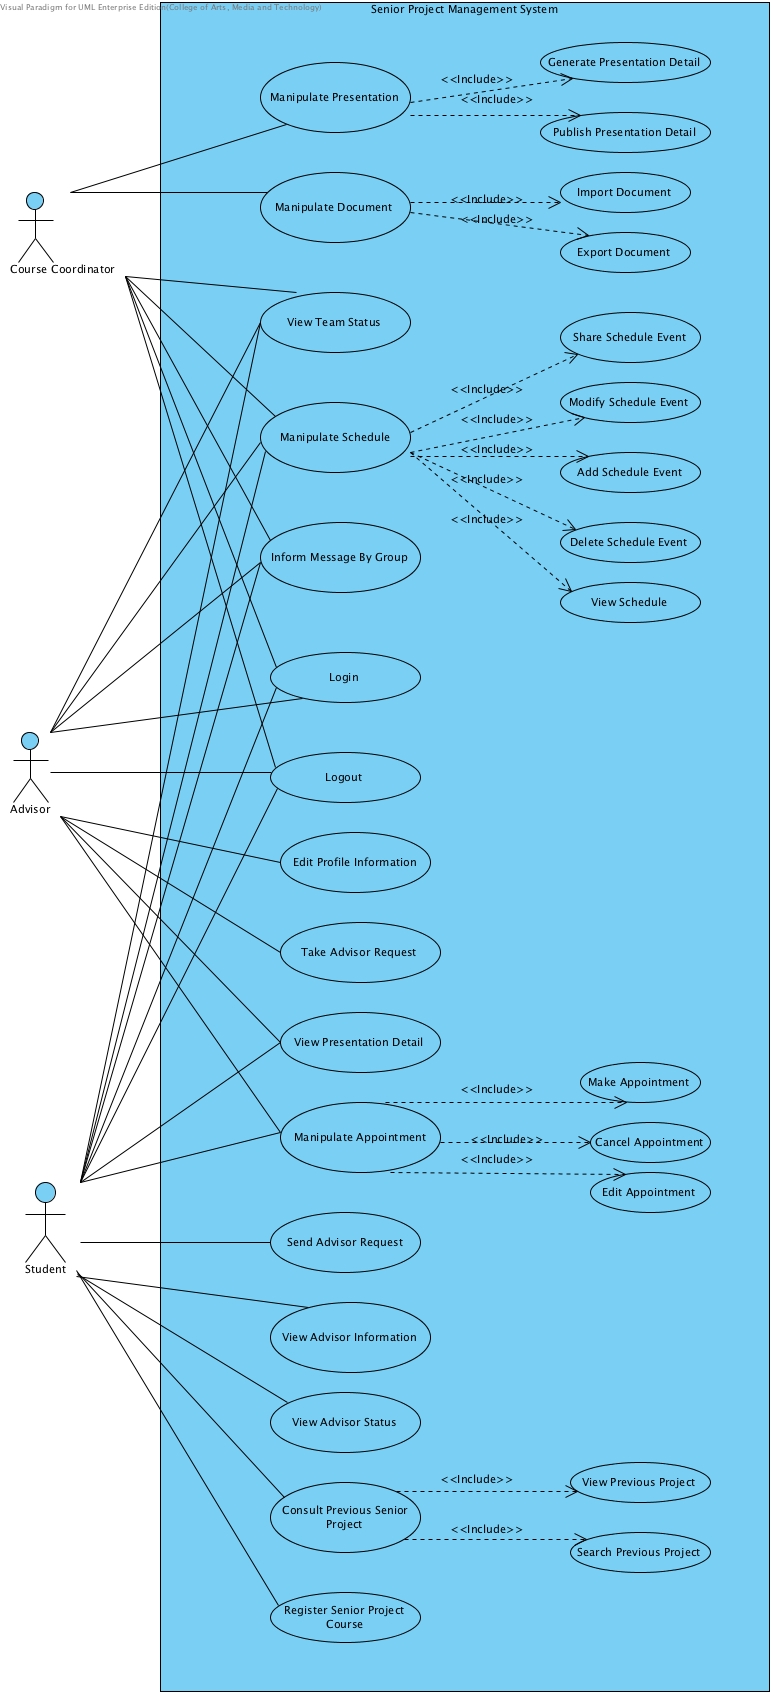 Visual Paradigm for UML Enterprise Edition(College of Arts, Media and Technology)
Senior Project Management System
Generate Presentation Detail
<<Include>>
Manipulate Presentation
<<Include>>
Publish Presentation Detail
Import Document
<<Include>>
Manipulate Document
<<Include>>
Export Document
Course Coordinator
View Team Status
Share Schedule Event
<<Include>>
Modify Schedule Event
<<Include>>
Manipulate Schedule
<<Include>>
Add Schedule Event
<<Include>>
<<Include>>
Delete Schedule Event
Inform Message By Group
View Schedule
Login
Logout
Advisor
Edit Profile Information
Take Advisor Request
View Presentation Detail
Make Appointment
<<Include>>
Manipulate Appointment
<<Include>>
Cancel Appointment
<<Include>>
Edit Appointment
Send Advisor Request
Student
View Advisor Information
View Advisor Status
<<Include>>
View Previous Project
Consult Previous Senior
Project
<<Include>>
Search Previous Project
Register Senior Project
Course